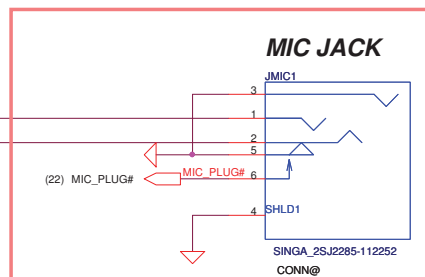 MIC JACK
JMIC1
3
1
2
5
(22) MIC_PLUG# MIC_PLUG# 6
4 SHLD1
SINGA_2SJ2285-112252
CONN@